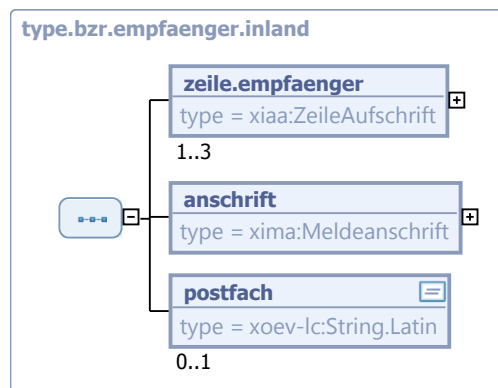 type.bzr.empfaenger.inland
zeile.empfaenger
type = xiaa:ZeileAufschrift
1..3
anschrift
type = xima:Meldeanschrift
postfach
type = xoev-lc:String.Latin
0..1